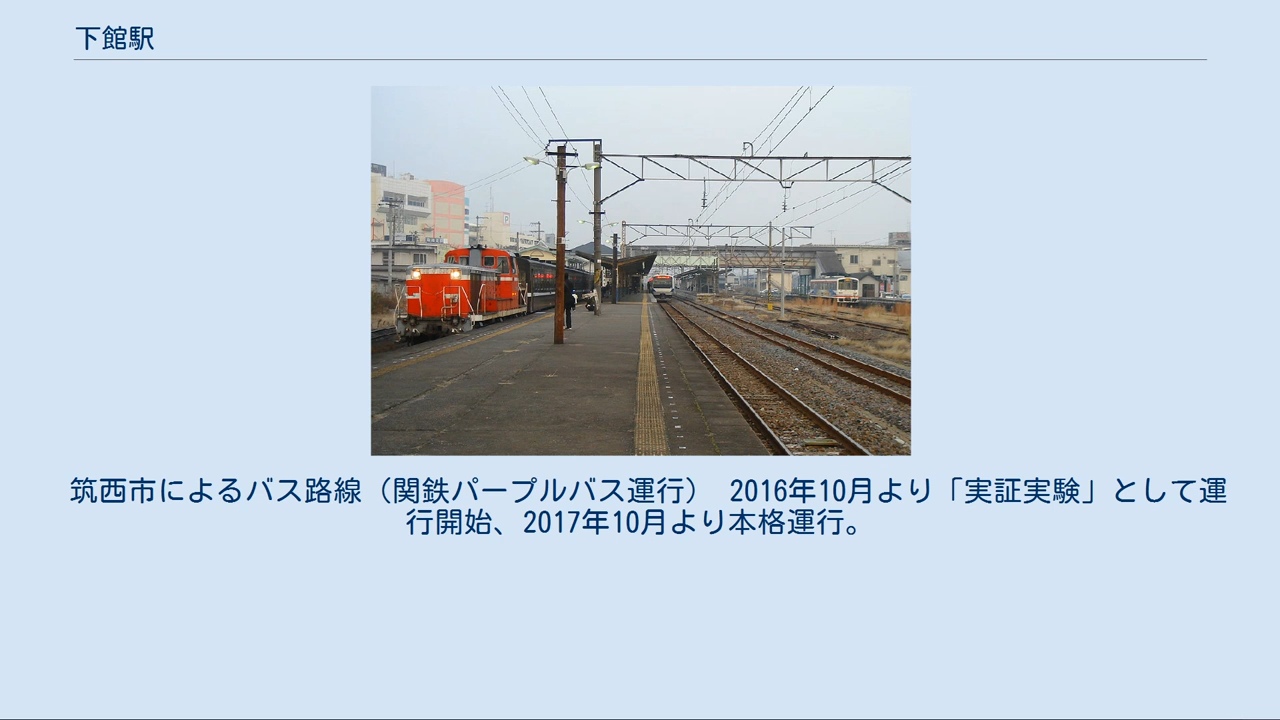 下館駅
筑西市によるバス路線（関鉄パープルバス運行） 2016年10月より「実証実験」として運
行開始、2017年10月より本格運行。